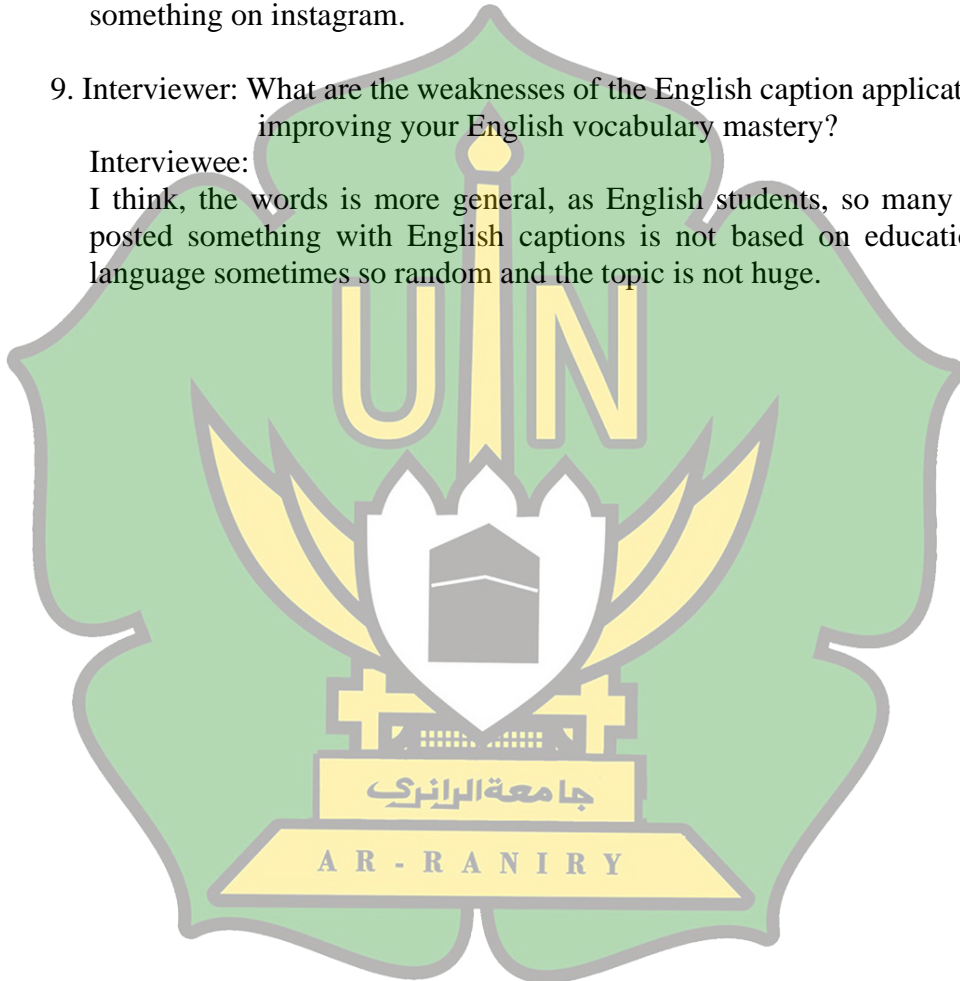 something on instagram.
9. Interviewer: What are the weaknesses of the English caption
improving your English vocabulary mastery?
Interviewee:
I think, the words is more general, as English students, so many
posted something with English captions is not based on
language sometimes so random and the topic is not huge.
UIN
جامعةالرانري
AR-RANIRY